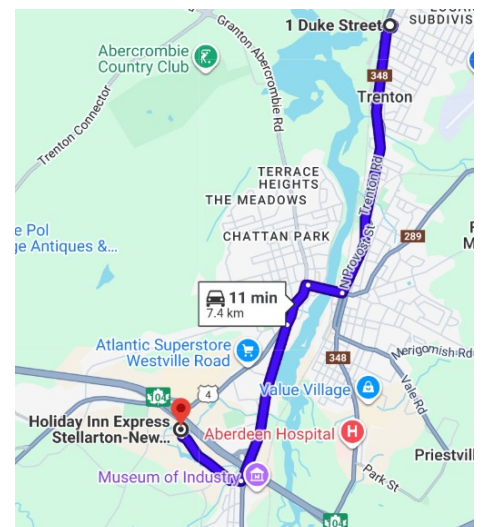 SUBDIVIS
1 Duke Street
Granton Abercrombie Rd
Abercrombie
Country Club
348
Trenton
Trenton Connector
Trenton Rd
TERRACE
HEIGHTS
THE MEADOWS
CHATTAN PARK
e Pol
ge Antiques &...
289
N Provost St
11 min
7.4 km
Atlantic Superstore
Westville Road
348
Merigomish Rd
104
4
Value Village
Vale Rd
Holiday Inn Express
Stellarton-New...
Aberdeen Hospital
H
Priestvil
Museum of Industry
Park St
104